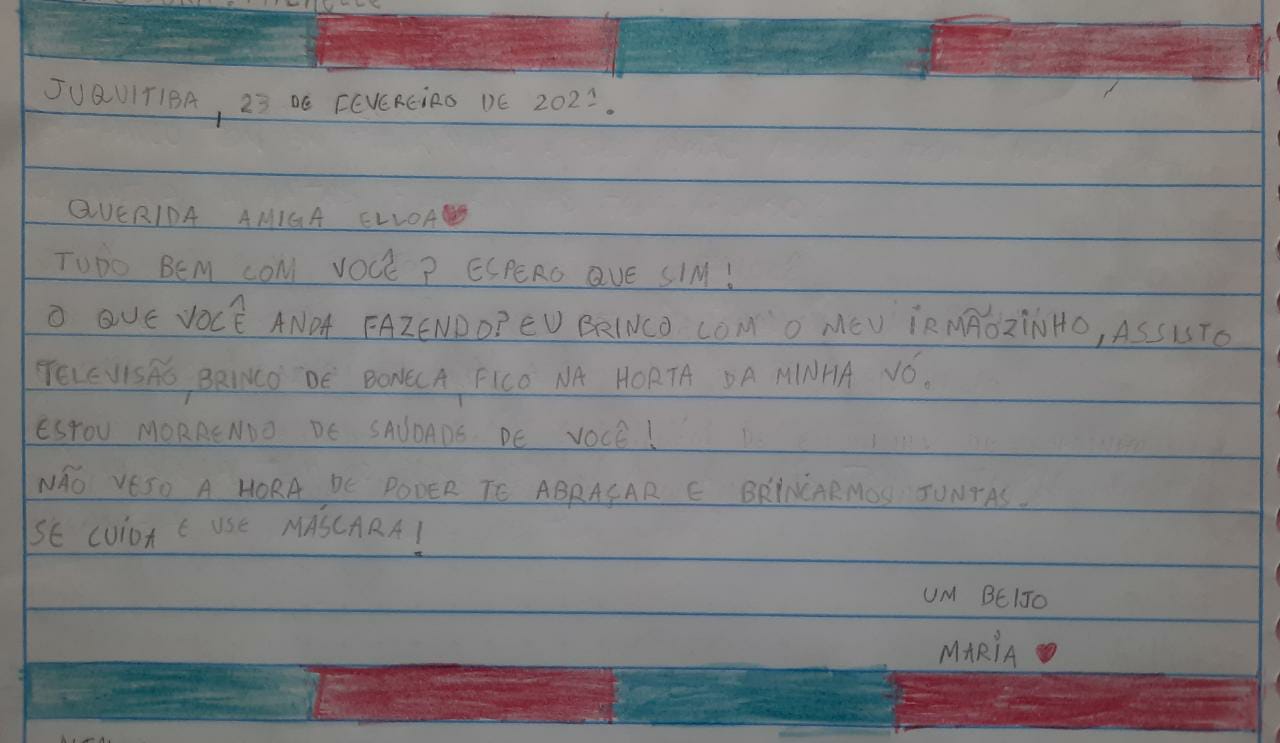 JUQUITIBA, 23 DE FEVEREIRO DE 2021.
QUERIDA AMIGA ELLOA
TUDO BEM COM VOCÊ? ESPERO QUE SIM!
O QUE VOCÊ ANDA FAZENDO? EU BRINCO COM O MEU IRMÃOZINHO, ASSISTO
TELEVISÃO, BRINCO DE BONECA, FICO NA HORTA DA MINHA VÓ.
ESTOU MORRENDO DE SAUDADE DE VOCÊ!
NÃO VEJO A HORA DE PODER TE ABRAÇAR E BRINCARMOS JUNTAS.
SE CUIDA E USE MÁSCARA!
UM BEIJO
MARIA